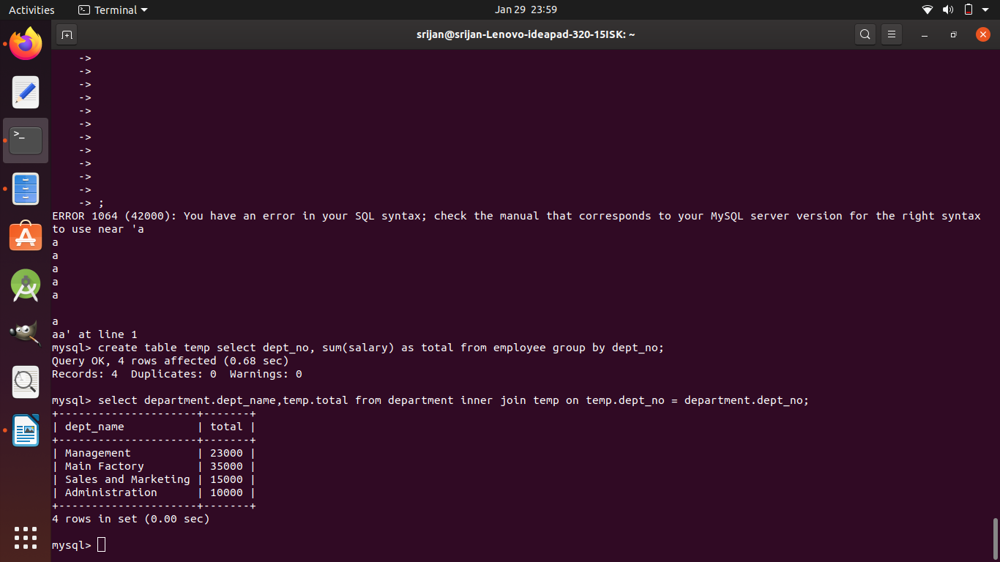 Activities Terminal Jan 29 23:59
srijan@srijan-Lenovo-ideapad-320-15ISK: ~
    ->
    ->
    ->
    ->
    ->
    ->
    ->
    ->
    ->
    ->
    ->
    -> ;
ERROR 1064 (42000): You have an error in your SQL syntax; check the manual that corresponds to your MySQL server version for the right syntax
to use near 'a
a
a
a
a
a

a
aa' at line 1
mysql> create table temp select dept_no, sum(salary) as total from employee group by dept_no;
Query OK, 4 rows affected (0.68 sec)
Records: 4  Duplicates: 0  Warnings: 0

mysql> select department.dept_name,temp.total from department inner join temp on temp.dept_no = department.dept_no;
+---------------------+-------+
| dept_name           | total |
+---------------------+-------+
| Management          | 23000 |
| Main Factory        | 35000 |
| Sales and Marketing | 15000 |
| Administration      | 10000 |
+---------------------+-------+
4 rows in set (0.00 sec)

mysql>